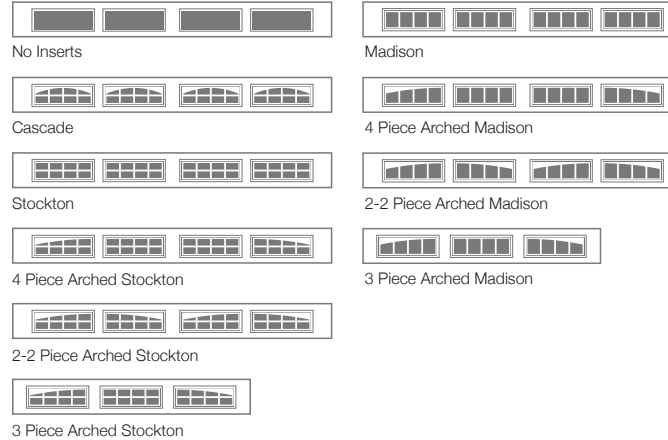 No Inserts
Cascade
Stockton
4 Piece Arched Stockton
2-2 Piece Arched Stockton
3 Piece Arched Stockton
Madison
4 Piece Arched Madison
2-2 Piece Arched Madison
3 Piece Arched Madison